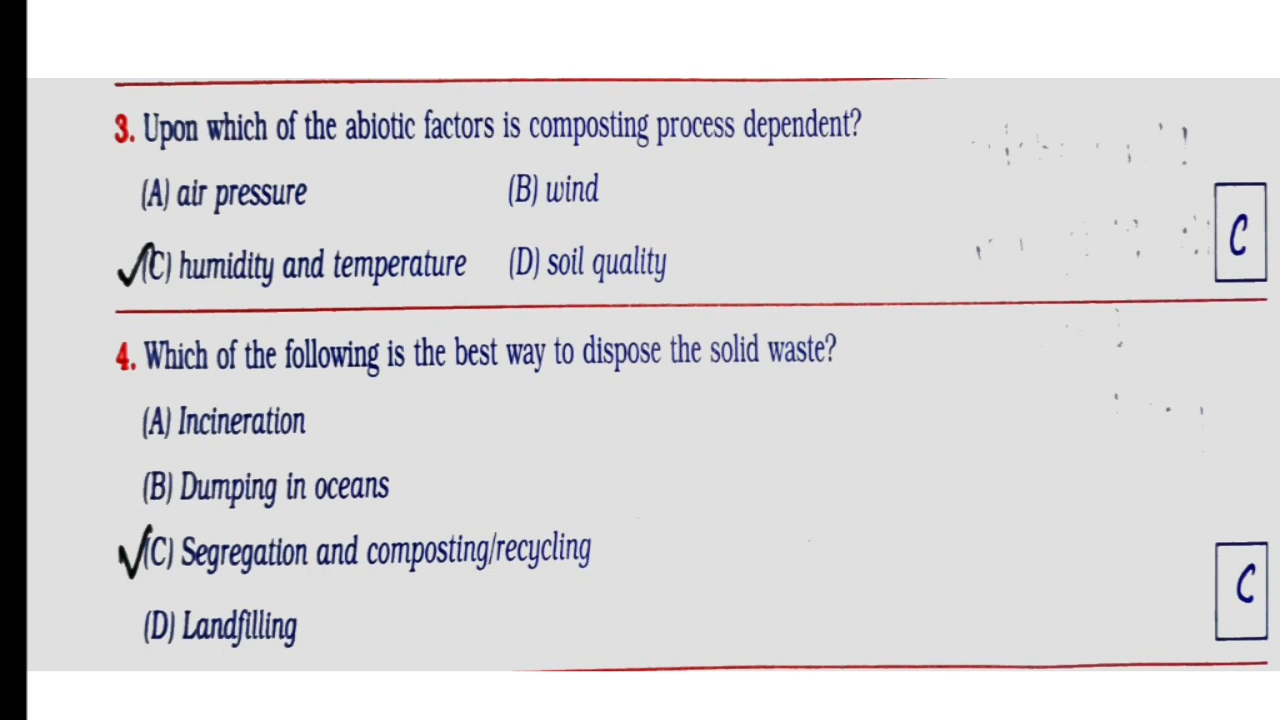 3. Upon which of the abiotic factors is composting process dependent?
(A) air pressure (B) wind
C
✓(C) humidity and temperature (D) soil quality
4. Which of the following is the best way to dispose the solid waste?
(A) Incineration
(B) Dumping in oceans
✓(C) Segregation and composting/recycling
C
(D) Landfilling